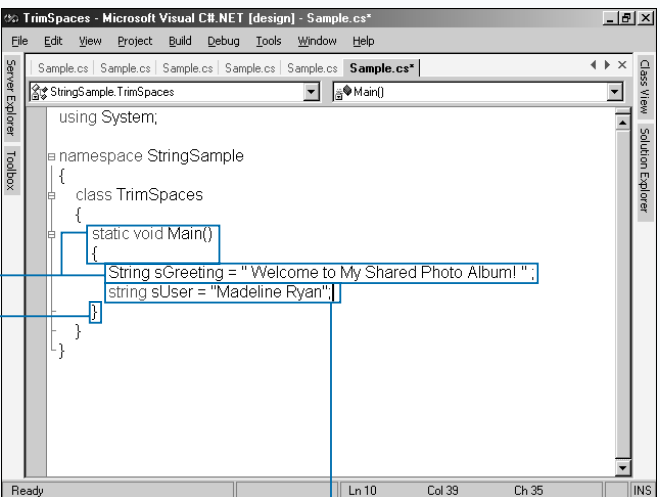 TrimSpaces - Microsoft Visual C#.NET [design] - Sample.cs*
File Edit View Project Build Debug Tools Window Help
Sample.cs Sample.cs Sample.cs Sample.cs Sample.cs Sample.cs*
StringSample.TrimSpaces Main()
Server Explorer
Toolbox
Class View
Solution Explorer
using System;
namespace StringSample
{
class TrimSpaces
{
static void Main()
{
String sGreeting = " Welcome to My Shared Photo Album! " ;
string sUser = "Madeline Ryan";
}
}
}
Ready Ln 10 Col 39 Ch 35 INS